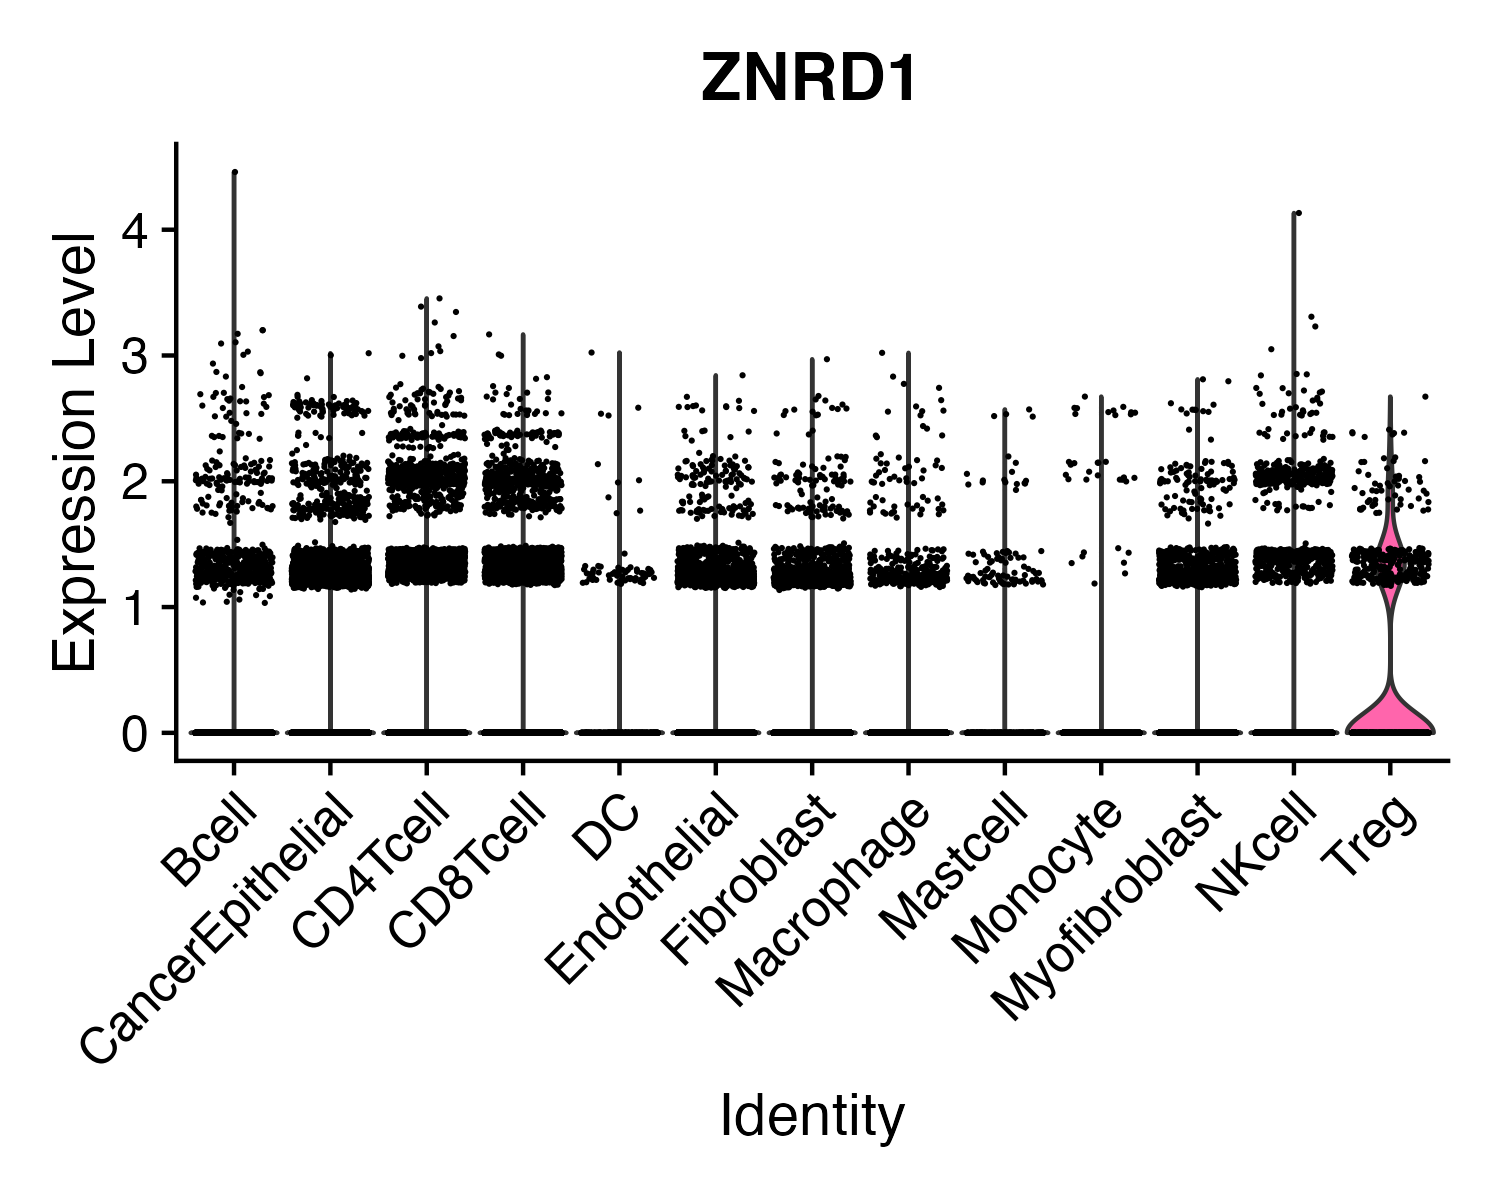 ZNRD1
Expression Level
4
3
2
1
0
Bcell
CancerEpithelial
CD4Tcell
CD8Tcell
DC
Endothelial
Fibroblast
Macrophage
Mastcell
Monocyte
Myofibroblast
NKcell
Treg
Identity